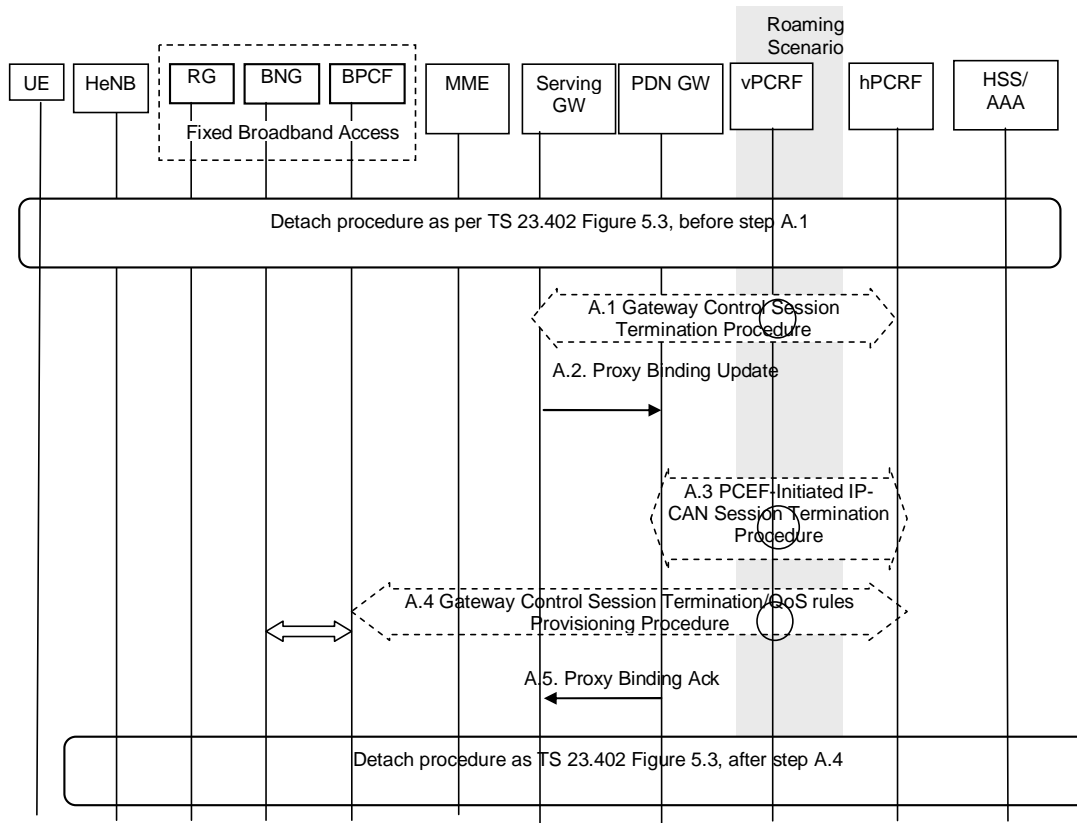 Roaming
Scenario
UE
HeNB
RG
BNG
BPCF
MME
Serving
GW
PDN GW
vPCRF
hPCRF
HSS/
AAA
Fixed Broadband Access
Detach procedure as per TS 23.402 Figure 5.3, before step A.1
A.1 Gateway Control Session
Termination Procedure
A.2. Proxy Binding Update
A.3 PCEF-Initiated IP-
CAN Session Termination
Procedure
A.4 Gateway Control Session Termination/QoS rules
Provisioning Procedure
A.5. Proxy Binding Ack
Detach procedure as TS 23.402 Figure 5.3, after step A.4